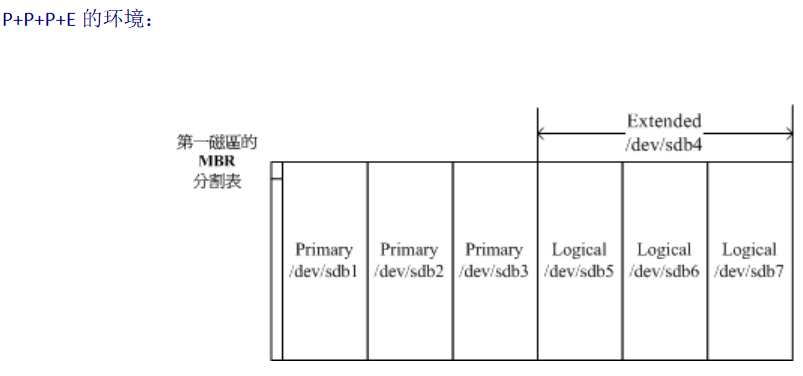 P+P+P+E 的环境：
第一磁區的
MBR
分割表
Extended
/dev/sdb4
Primary
/dev/sdb1
Primary
/dev/sdb2
Primary
/dev/sdb3
Logical
/dev/sdb5
Logical
/dev/sdb6
Logical
/dev/sdb7